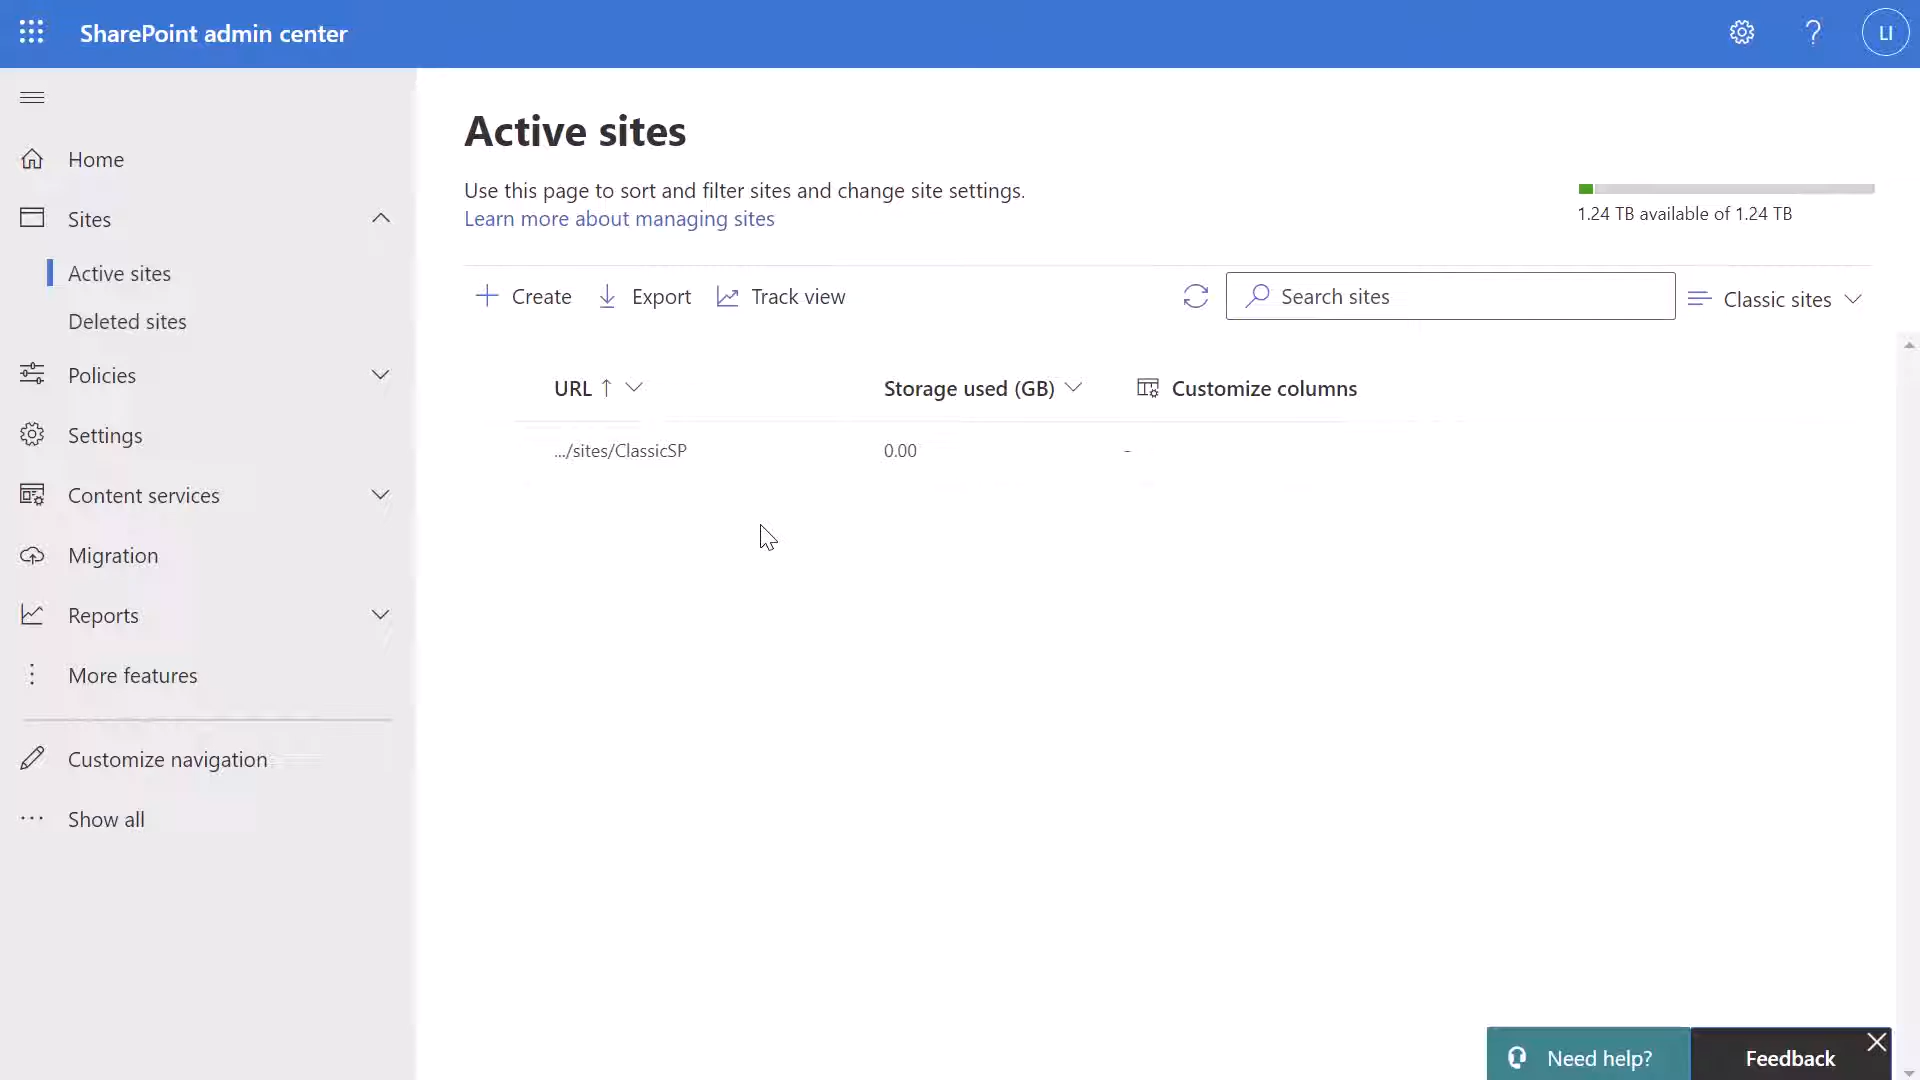 SharePoint admin center
LI
Home
Sites
Active sites
Deleted sites
Policies
Settings
Content services
Migration
Reports
More features
Customize navigation
Show all
Active sites
Use this page to sort and filter sites and change site settings.
Learn more about managing sites
1.24 TB available of 1.24 TB
Create
Export
Track view
Search sites
Classic sites
URL
Storage used (GB)
Customize columns
.../sites/ClassicSP
0.00
-
Need help?
Feedback